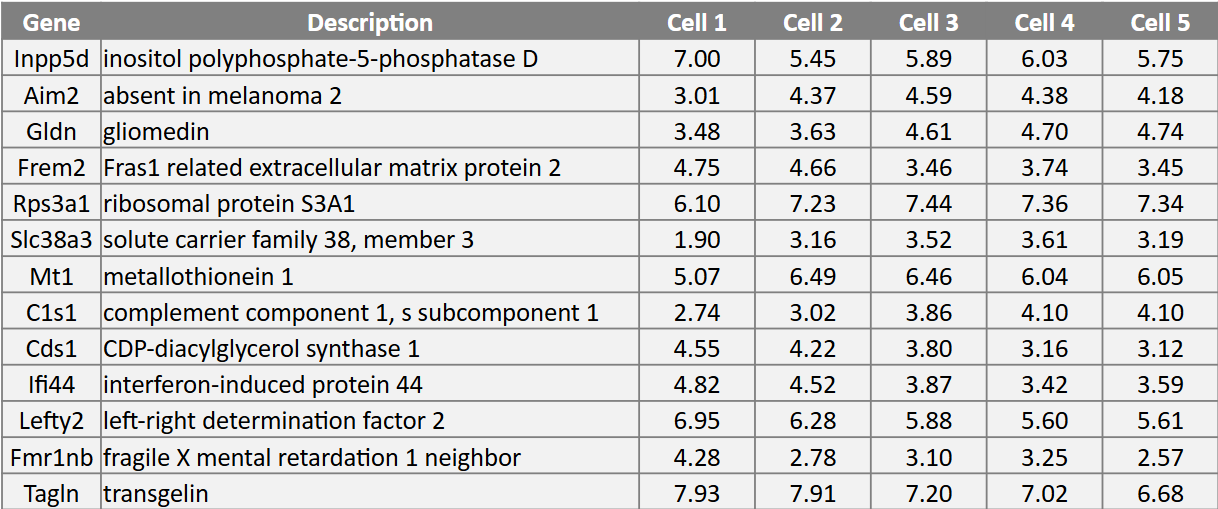 Gene Description Cell 1 Cell 2 Cell 3 Cell 4 Cell 5
Inpp5d inositol polyphosphate-5-phosphatase D 7.00 5.45 5.89 6.03 5.75
Aim2 absent in melanoma 2 3.01 4.37 4.59 4.38 4.18
Gldn gliomedin 3.48 3.63 4.61 4.70 4.74
Frem2 Fras1 related extracellular matrix protein 2 4.75 4.66 3.46 3.74 3.45
Rps3a1 ribosomal protein S3A1 6.10 7.23 7.44 7.36 7.34
Slc38a3 solute carrier family 38, member 3 1.90 3.16 3.52 3.61 3.19
Mt1 metallothionein 1 5.07 6.49 6.46 6.04 6.05
C1s1 complement component 1, s subcomponent 1 2.74 3.02 3.86 4.10 4.10
Cds1 CDP-diacylglycerol synthase 1 4.55 4.22 3.80 3.16 3.12
Ifi44 interferon-induced protein 44 4.82 4.52 3.87 3.42 3.59
Lefty2 left-right determination factor 2 6.95 6.28 5.88 5.60 5.61
Fmr1nb fragile X mental retardation 1 neighbor 4.28 2.78 3.10 3.25 2.57
Tagln transgelin 7.93 7.91 7.20 7.02 6.68